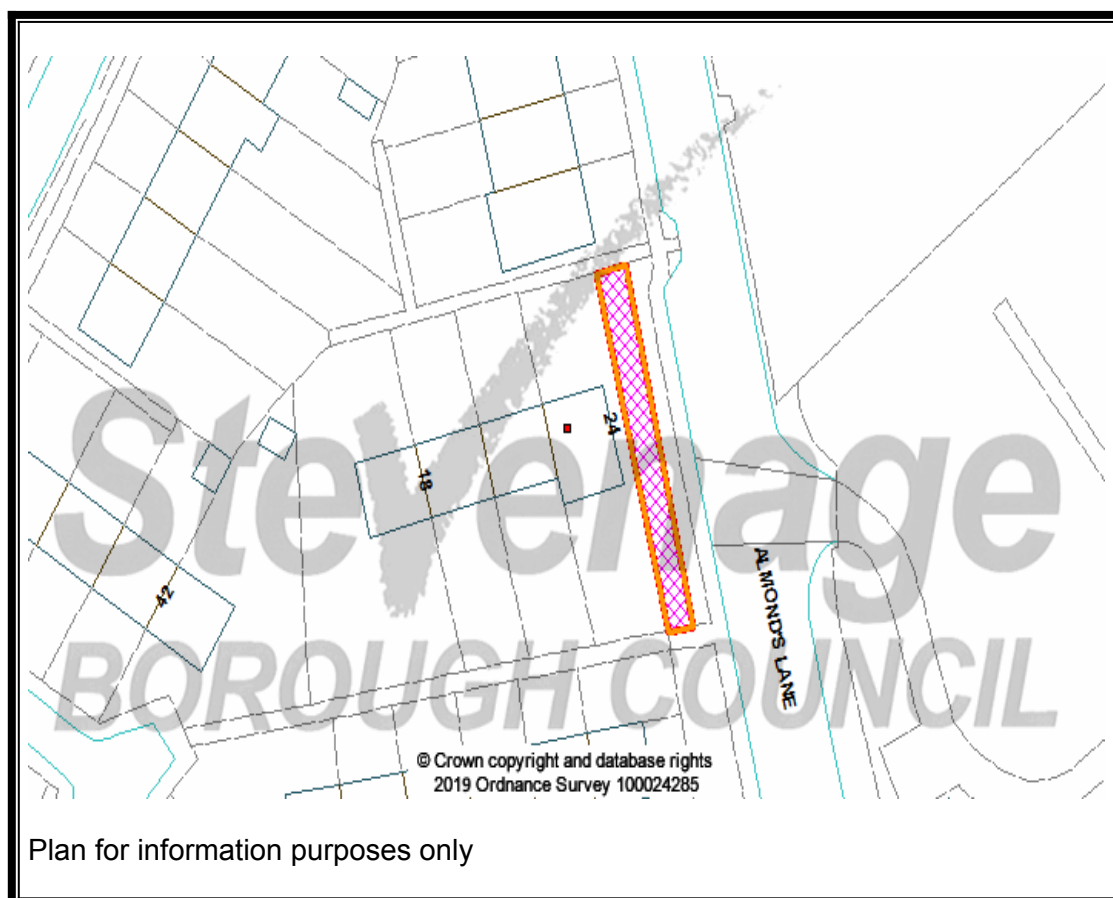 Stevenage
BOROUGH COUNCIL
24
18
42
ALMOND'S LANE
© Crown copyright and database rights
2019 Ordnance Survey 100024285
Plan for information purposes only